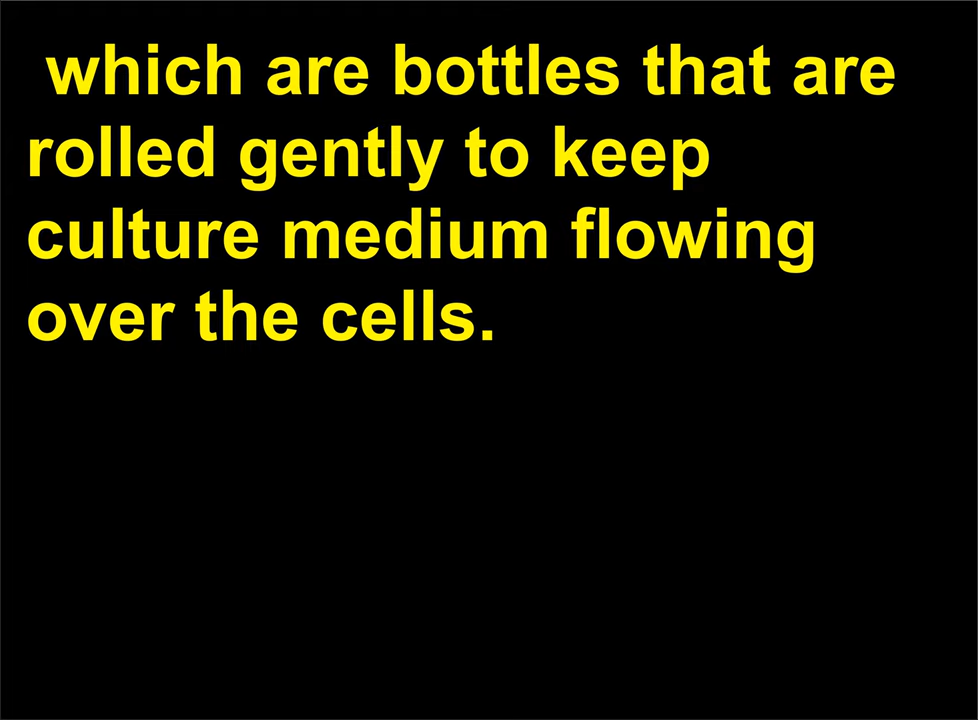 which are bottles that are
rolled gently to keep
culture medium flowing
over the cells.